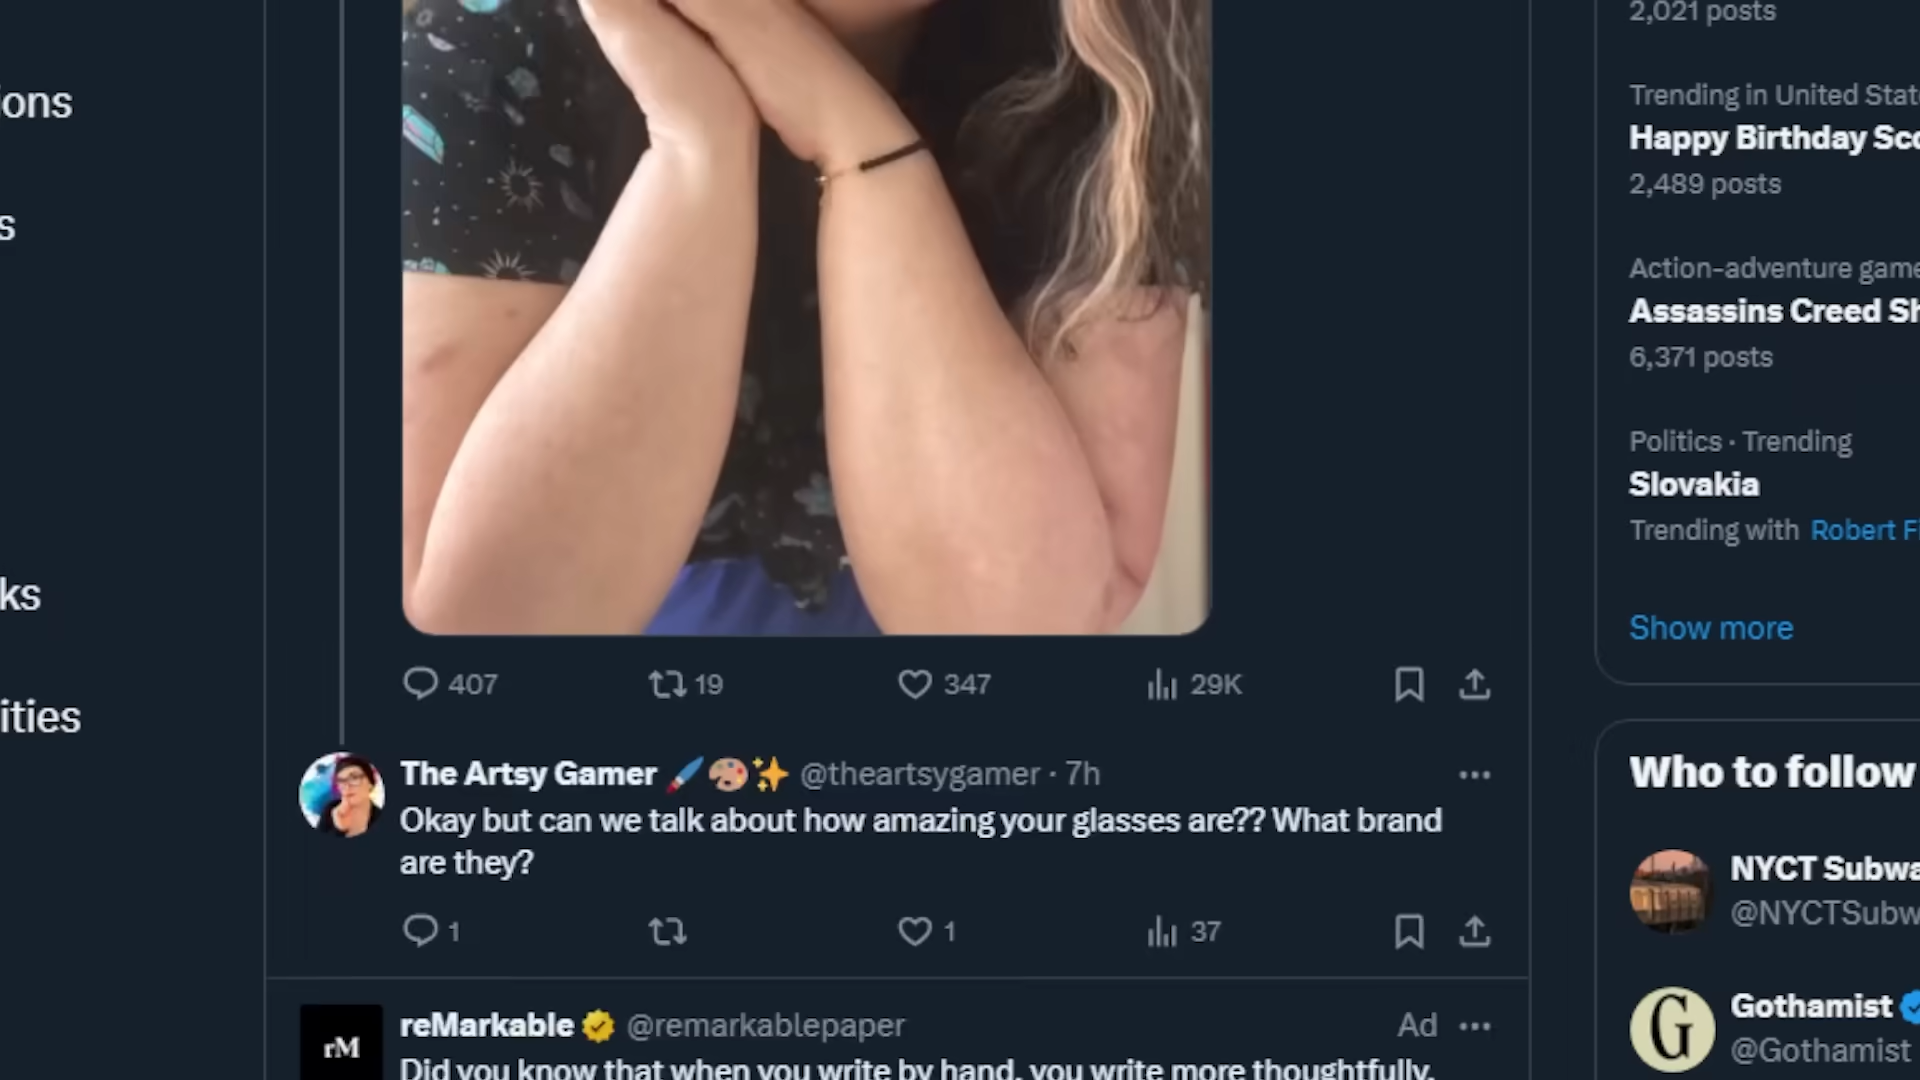 ions
s
ks
ities
407 19 347 29K
The Artsy Gamer 🖌️🎨✨ @theartsygamer · 7h
Okay but can we talk about how amazing your glasses are?? What brand
are they?
1 1 37
reMarkable @remarkablepaper Ad
rM
Did you know that when you write by hand, you write more thoughtfully.
2,021 posts
Trending in United State
Happy Birthday Sco
2,489 posts
Action-adventure game
Assassins Creed Sh
6,371 posts
Politics · Trending
Slovakia
Trending with Robert F
Show more
Who to follow
NYCT Subwa
@NYCTSubw
G
Gothamist
@Gothamist